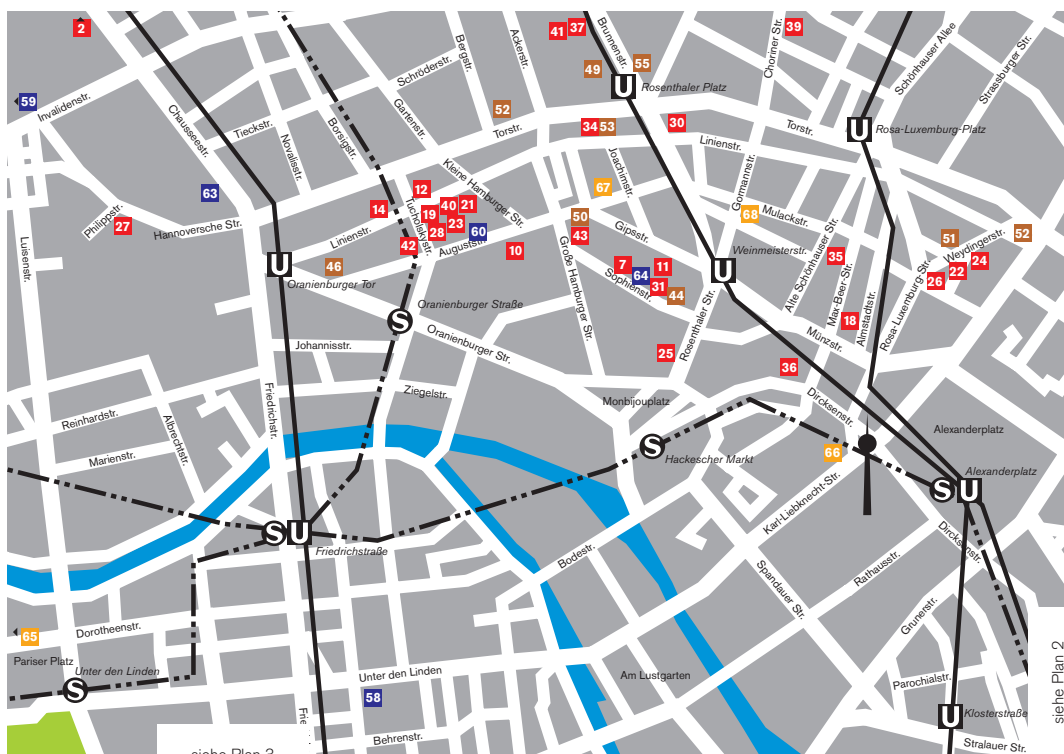 2
41
37
39
Brunnenstr.
Choriner Str.
Schönhauser Allee
Strassburger Str.
Bergstr.
Ackerstr.
49
55
U
Rosenthaler Platz
Schröderstr.
59
Invalidenstr.
Chausseestr.
Tieckstr.
Novalisstr.
Borsigstr.
Gartenstr.
52
Torstr.
34
53
30
Torstr.
Linienstr.
U
Rosa-Luxemburg-Platz
Kleine Hamburger Str.
Joachimstr.
Gormannstr.
63
12
14
19
40
21
23
28
60
42
Tucholskystr.
Auguststr.
10
67
50
43
Gipsstr.
68
Mulackstr.
Philippstr.
27
Hannoversche Str.
Linienstr.
Luisenstr.
U
46
Oranienburger Tor
Große Hamburger Str.
7
64
11
31
44
Sophienstr.
U
Weinmeisterstr.
Alte Schönhauser Str.
35
Max-Beer-Str.
18
Almstadtstr.
Rosa-Luxemburg-Str.
51
52
Weydingerstr.
26
22
24
Oranienburger Straße
S
Oranienburger Str.
Johannisstr.
25
Rosenthaler Str.
Münzstr.
36
Ziegelstr.
Friedrichstr.
Monbijouplatz
Dircksenstr.
Reinhardstr.
Albrechtstr.
Marienstr.
S
Hackescher Markt
66
Alexanderplatz
Alexanderplatz
S
U
Karl-Liebknecht-Str.
Dircksenstr.
S
U
Friedrichstraße
Bodestr.
Spandauer Str.
Rathausstr.
Grunerstr.
65
Dorotheenstr.
Pariser Platz
Unter den Linden
S
Unter den Linden
58
Am Lustgarten
Parochialstr.
U
Klosterstraße
Behrenstr.
Stralauer Str.
siehe Plan 3
siehe Plan 2